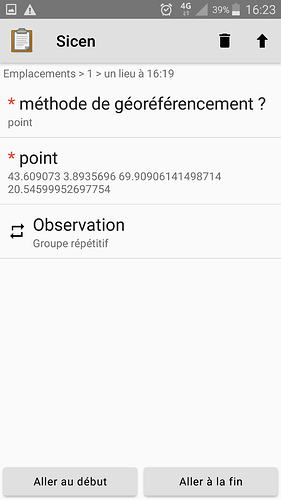 4G 39% 16:23
Sicen
Emplacements > 1 > un lieu à 16:19
* méthode de géoréférencement ?
point
* point
43.609073 3.8935696 69.90906141498714
20.54599952697754
Observation
Groupe répétitif
Aller au début Aller à la fin